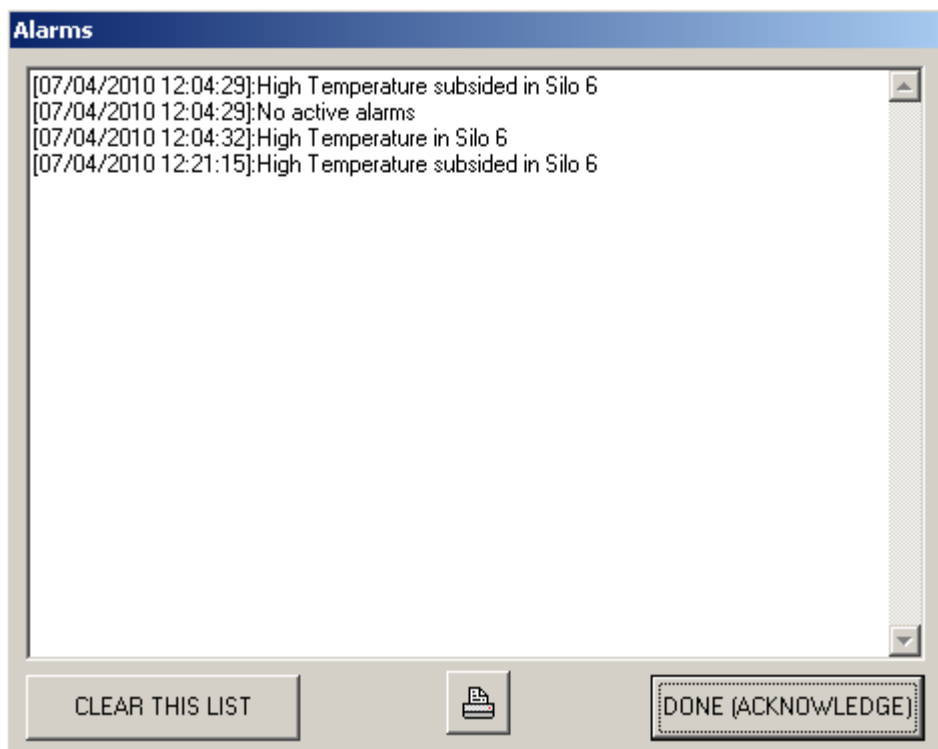 Alarms
[07/04/2010 12:04:29]:High Temperature subsided in Silo 6
[07/04/2010 12:04:29]:No active alarms
[07/04/2010 12:04:32]:High Temperature in Silo 6
[07/04/2010 12:21:15]:High Temperature subsided in Silo 6
CLEAR THIS LIST
DONE (ACKNOWLEDGE)